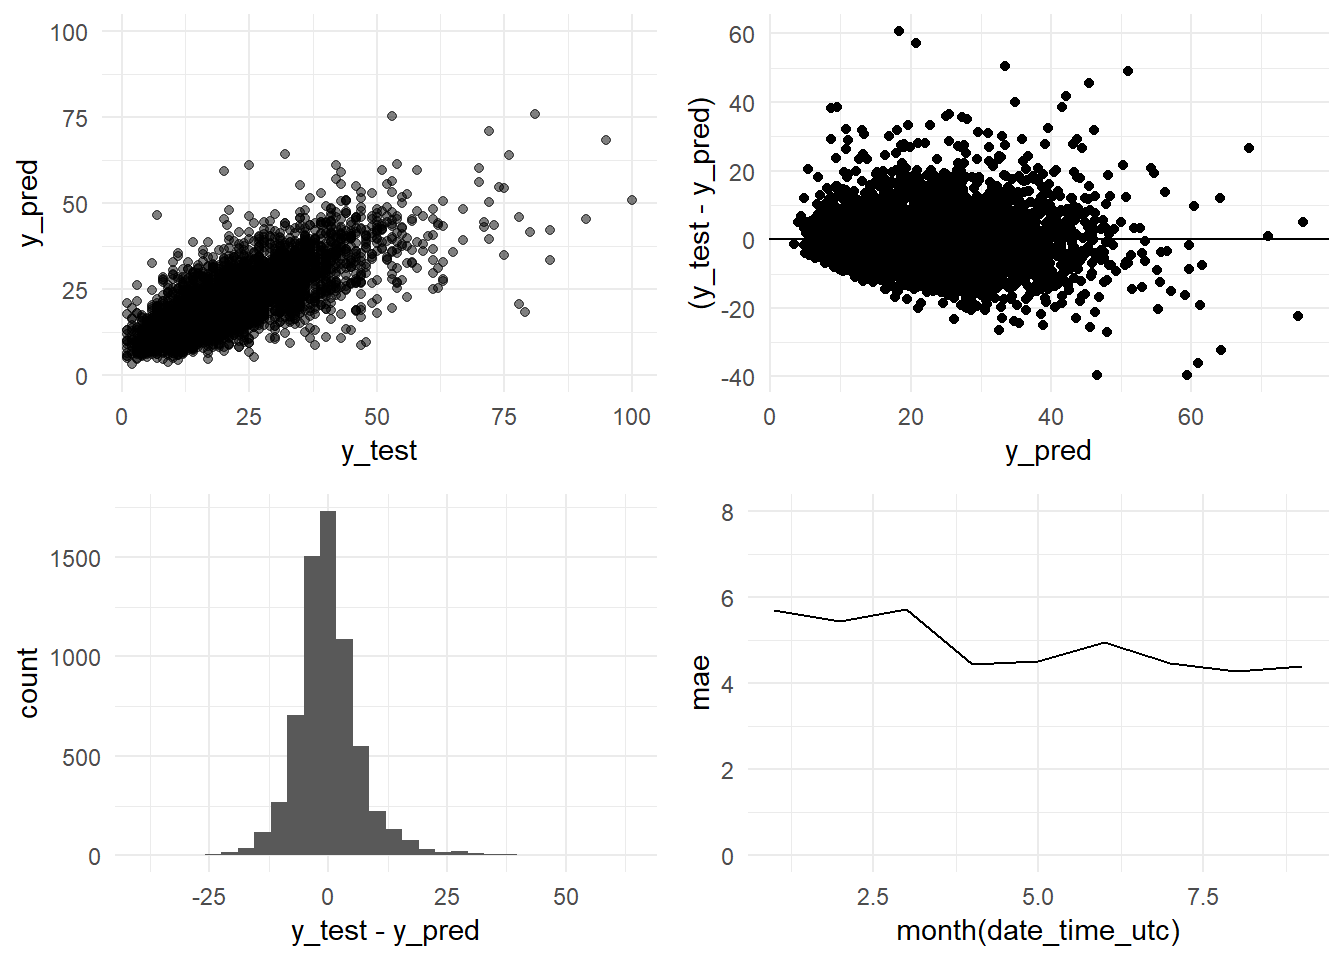 100
75
50
25
0
y_pred
0 25 50 75 100
y_test
60
40
20
0
-20
-40
(y_test - y_pred)
0 20 40 60
y_pred
1500
1000
500
0
count
-25 0 25 50
y_test - y_pred
8
6
4
2
0
mae
2.5 5.0 7.5
month(date_time_utc)